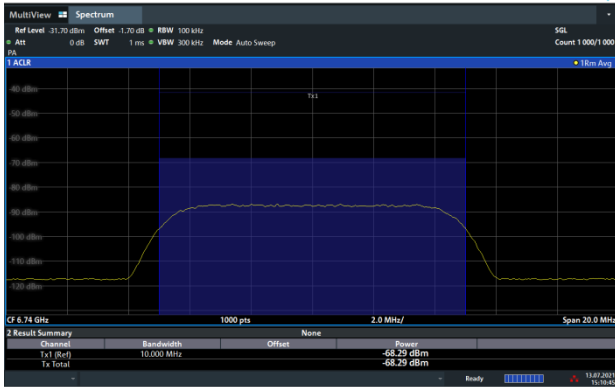 MultiView Spectrum
Ref Level -31.70 dBm Offset -1.70 dB RBW 100 kHz SGL
Att 0 dB SWT 1 ms VBW 300 kHz Mode Auto Sweep Count 1000/1000
PA
1 ACLR 1Rm Avg
Tx1
-40 dBm
-50 dBm
-60 dBm
-70 dBm
-80 dBm
-90 dBm
-100 dBm
-110 dBm
-120 dBm
CF 6.74 GHz 1000 pts 2.0 MHz/ Span 20.0 MHz
2 Result Summary None
Channel Bandwidth Offset Power
Tx1 (Ref) 10.000 MHz -68.29 dBm
Tx Total -68.29 dBm
Ready 13.07.2021
15:10:45